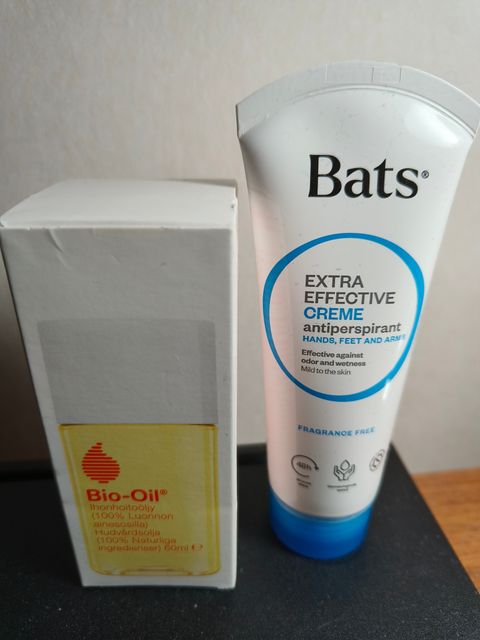 Bats®
EXTRA
EFFECTIVE
CREME
antiperspirant
HANDS, FEET AND ARMS
Effective against
odor and wetness
Mild to the skin
FRAGRANCE FREE
48h
Bio-Oil®
Ihonhoitoöljy
(100% Luonnon
ainesosilla)
Hudvårdsolja
(100% Naturliga
ingredienser) 60ml ℮